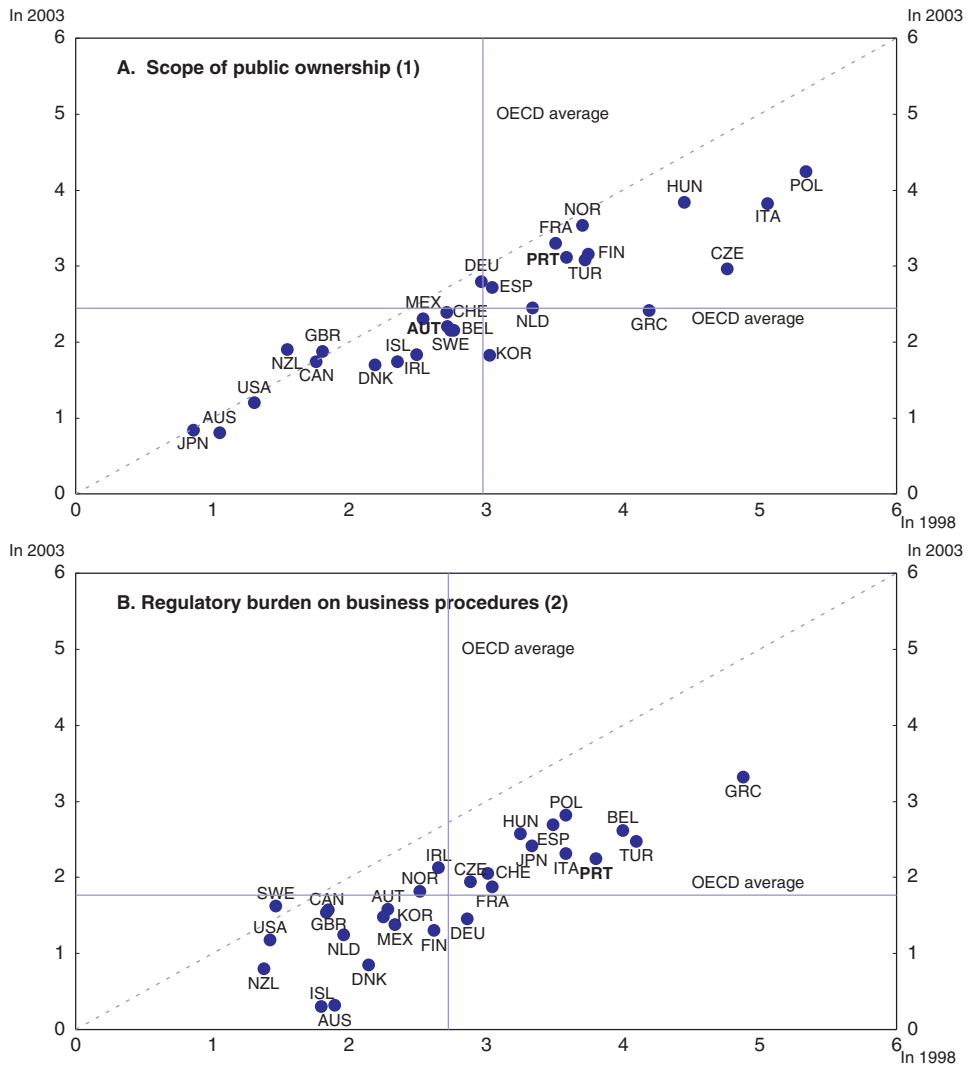 In 2003 In 2003
6 6
A. Scope of public ownership (1)
5 OECD average 5
4 HUN POL 4
ITA
NOR
FRA
PRT FIN
TUR CZE
3 DEU 3
ESP
MEX CHE NLD GRC OECD average
AUT BEL
2 GBR ISL SWE KOR 2
NZL CAN DNK IRL
USA
1 AUS 1
JPN
0 0
0 1 2 3 4 5 6
In 1998
In 2003 In 2003
6 6
B. Regulatory burden on business procedures (2)
5 OECD average 5
4 4
3 GRC 3
POL
HUN BEL
ESP
JPN ITA PRT TUR
IRL
2 NOR CZE CHE OECD average 2
SWE CAN AUT FRA
USA GBR KOR
NLD MEX FIN DEU
1 NZL DNK 1
ISL
AUS
0 0
0 1 2 3 4 5 6
In 1998